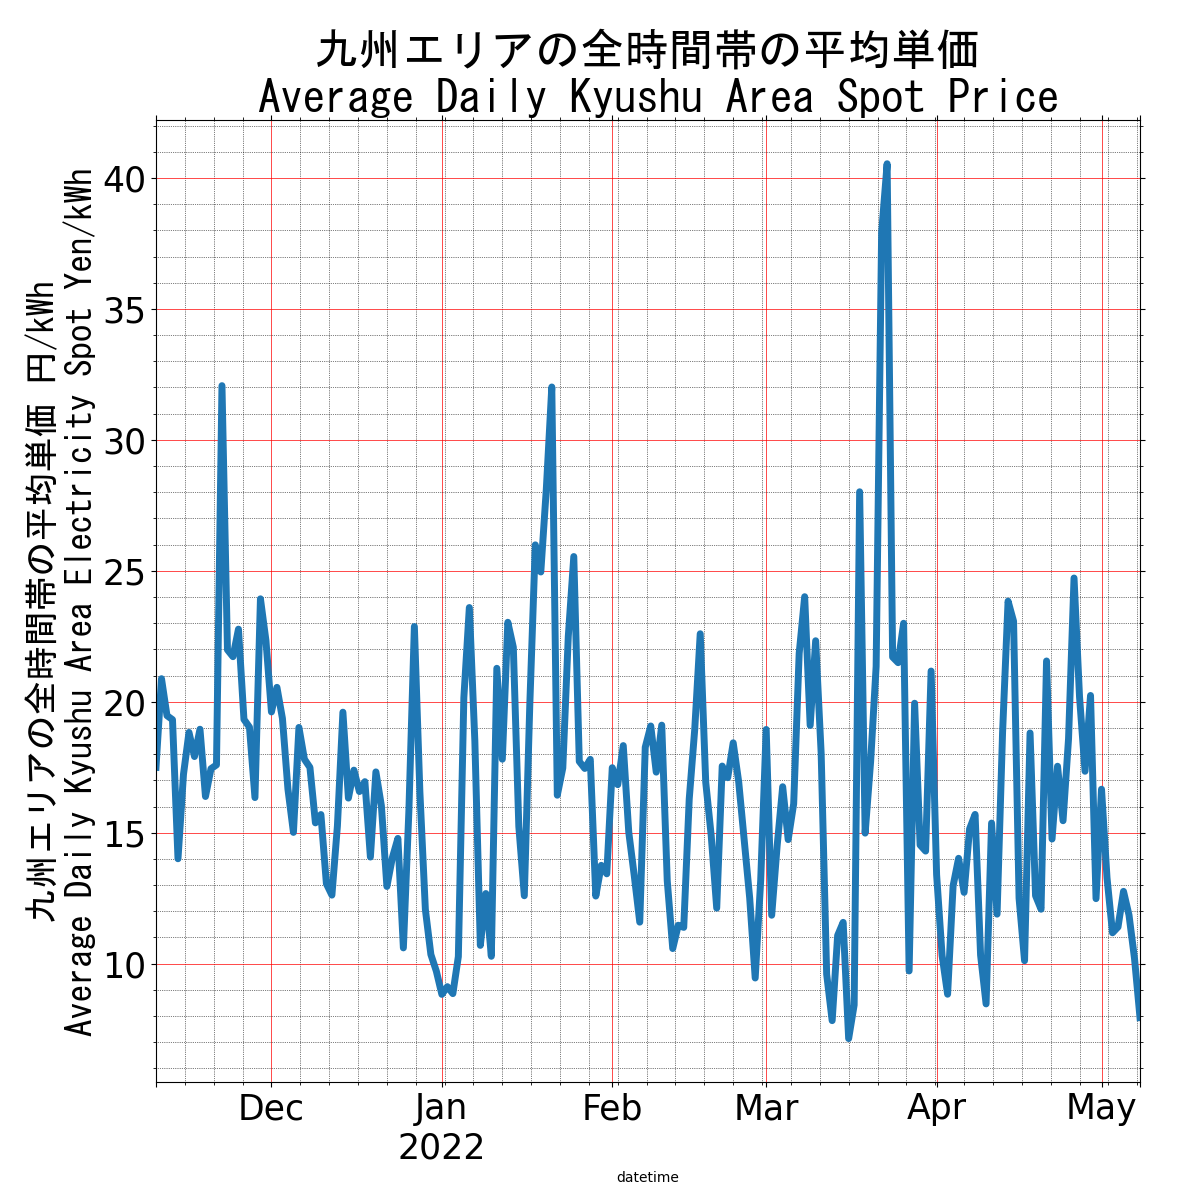 九州エリアの全時間帯の平均単価
Average Daily Kyushu Area Spot Price
九州エリアの全時間帯の平均単価 円/kWh
Average Daily Kyushu Area Electricity Spot Yen/kWh
40
35
30
25
20
15
10
Dec
Jan
2022
Feb
Mar
Apr
May
datetime